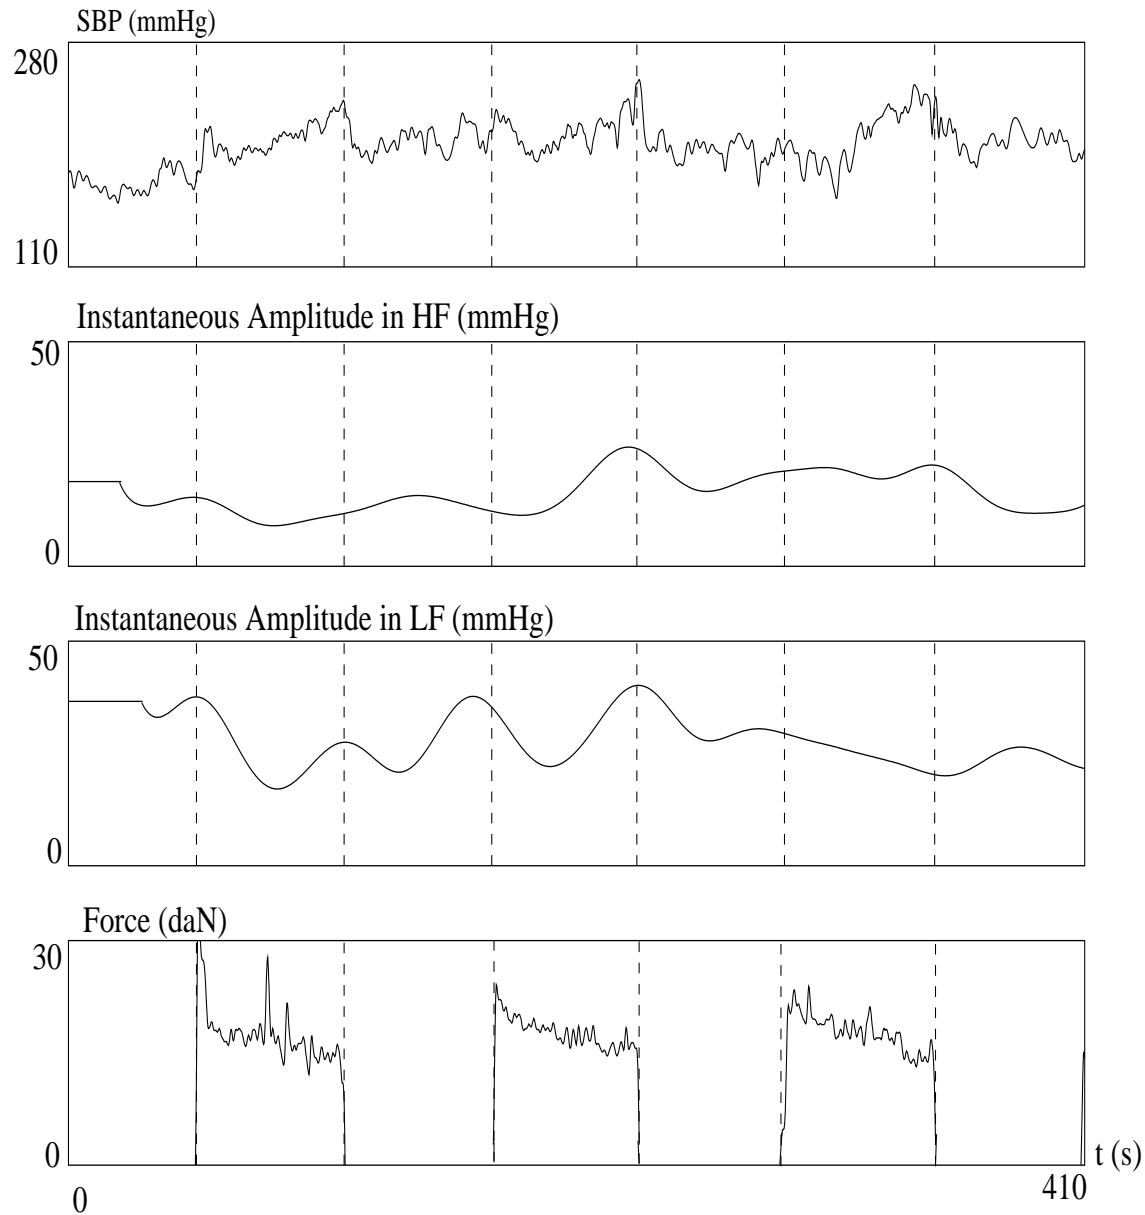 SBP (mmHg)
280
110
Instantaneous Amplitude in HF (mmHg)
50
0
Instantaneous Amplitude in LF (mmHg)
50
0
Force (daN)
30
0
t (s)
0
410